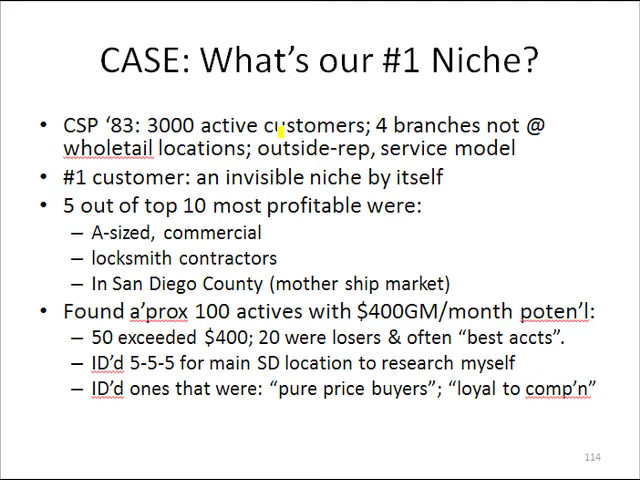 CASE: What's our #1 Niche?
• CSP '83: 3000 active customers; 4 branches not @
wholetail locations; outside-rep, service model
• #1 customer: an invisible niche by itself
• 5 out of top 10 most profitable were:
– A-sized, commercial
– locksmith contractors
– In San Diego County (mother ship market)
• Found a'prox 100 actives with $400GM/month poten'l:
– 50 exceeded $400; 20 were losers & often "best accts".
– ID'd 5-5-5 for main SD location to research myself
– ID'd ones that were: "pure price buyers"; "loyal to comp'n"
114